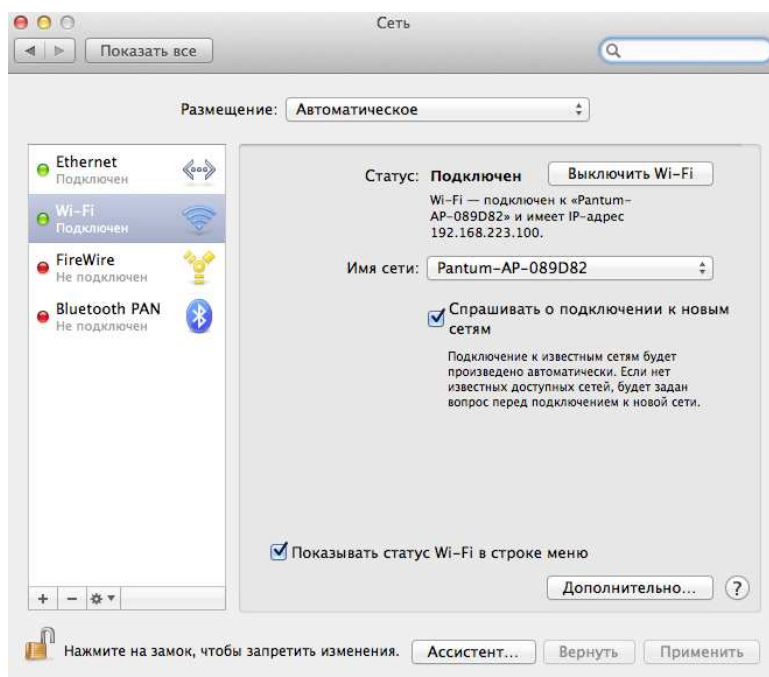 Сеть
Показать все
Размещение: Автоматическое
Ethernet
Подключен
Wi-Fi
Подключен
FireWire
Не подключен
Bluetooth PAN
Не подключен
Статус: Подключен Выключить Wi-Fi
Wi-Fi — подключен к «Pantum-
AP-089D82» и имеет IP-адрес
192.168.223.100.
Имя сети: Pantum-AP-089D82
Спрашивать о подключении к новым
сетям
Подключение к известным сетям будет
произведено автоматически. Если нет
известных доступных сетей, будет задан
вопрос перед подключением к новой сети.
Показывать статус Wi-Fi в строке меню
Дополнительно... ?
+ −
Нажмите на замок, чтобы запретить изменения. Ассистент... Вернуть Применить